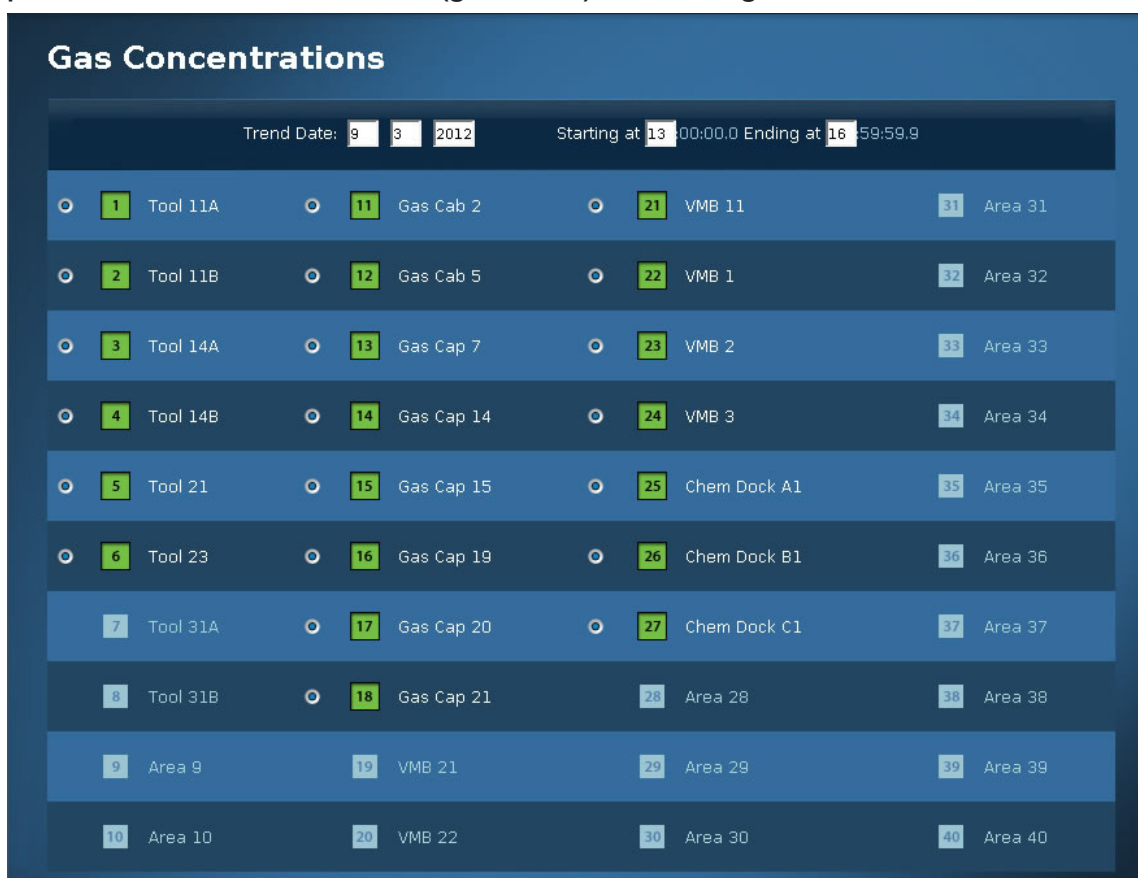 Gas Concentrations
Trend Date: 9 3 2012 Starting at 13 :00:00.0 Ending at 16 :59:59.9
1 Tool 11A 11 Gas Cab 2 21 VMB 11 31 Area 31
2 Tool 11B 12 Gas Cab 5 22 VMB 1 32 Area 32
3 Tool 14A 13 Gas Cap 7 23 VMB 2 33 Area 33
4 Tool 14B 14 Gas Cap 14 24 VMB 3 34 Area 34
5 Tool 21 15 Gas Cap 15 25 Chem Dock A1 35 Area 35
6 Tool 23 16 Gas Cap 19 26 Chem Dock B1 36 Area 36
7 Tool 31A 17 Gas Cap 20 27 Chem Dock C1 37 Area 37
8 Tool 31B 18 Gas Cap 21 28 Area 28 38 Area 38
9 Area 9 19 VMB 21 29 Area 29 39 Area 39
10 Area 10 20 VMB 22 30 Area 30 40 Area 40